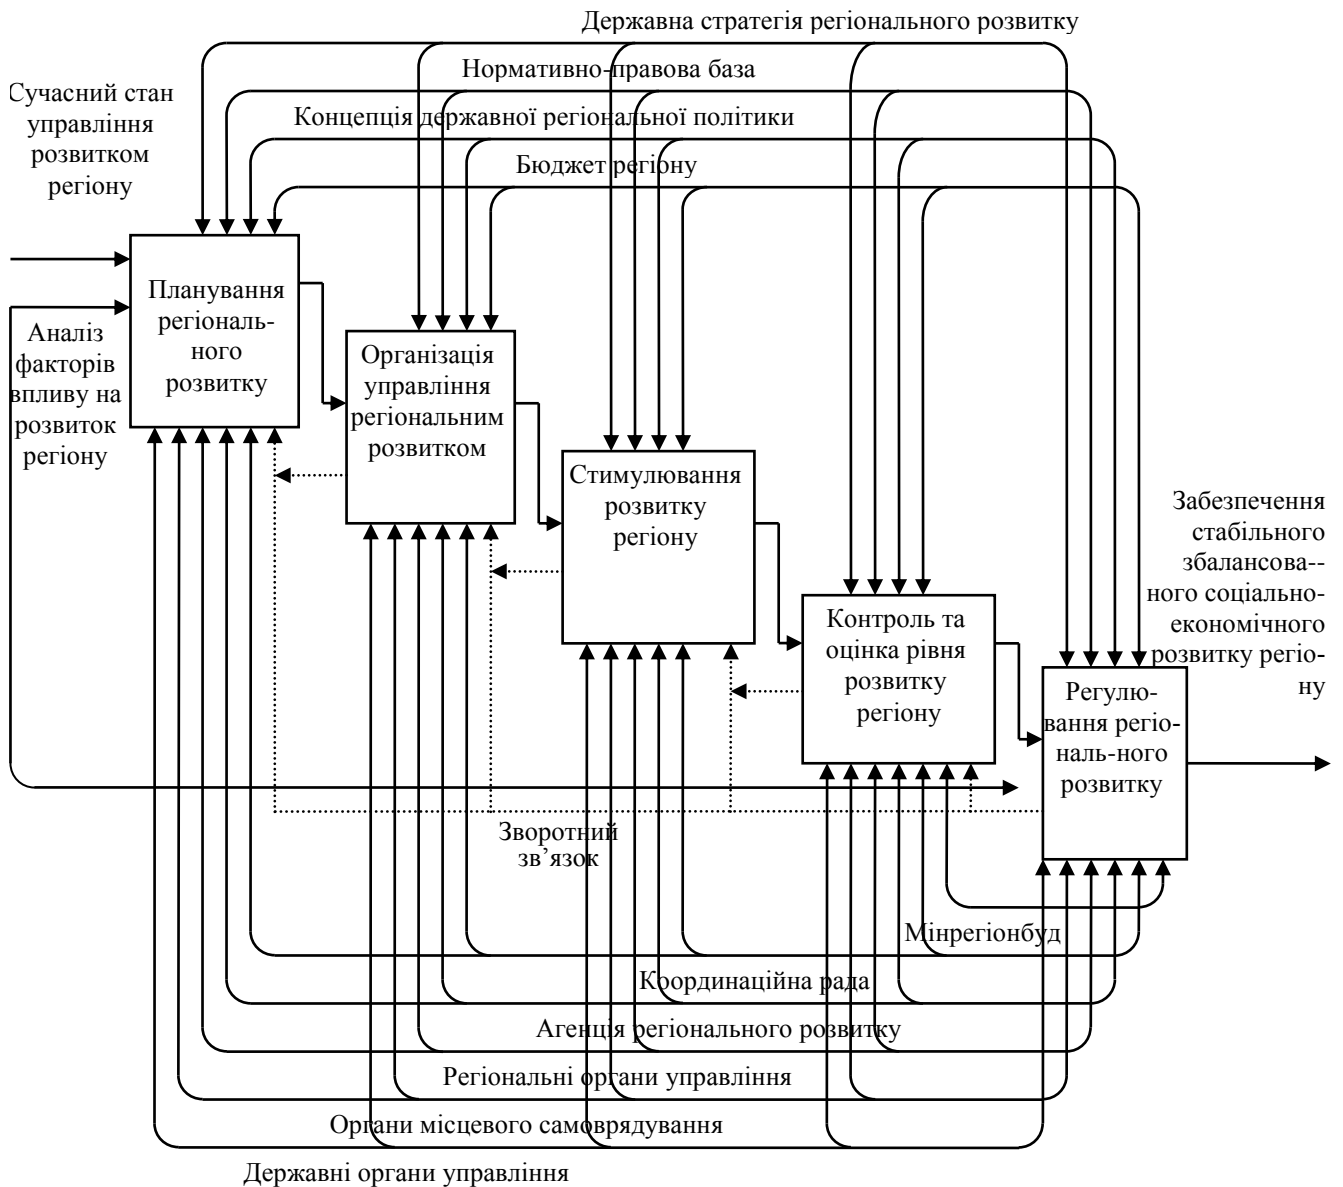 Державна стратегія регіонального розвитку
Нормативно-правова база
Сучасний стан
управління
розвитком
регіону
Концепція державної регіональної політики
Бюджет регіону
Планування
регіональ-
ного
розвитку
Аналіз
факторів
впливу на
розвиток
регіону
Організація
управління
регіональним
розвитком
Стимулювання
розвитку
регіону
Контроль та
оцінка рівня
розвитку
регіону
Забезпечення
стабільного
збалансова--
ного соціально-
економічного
розвитку регіо-
ну
Регулю-
вання регіо-
наль-ного
розвитку
Зворотний
зв’язок
Мінрегіонбуд
Координаційна рада
Агенція регіонального розвитку
Регіональні органи управління
Органи місцевого самоврядування
Державні органи управління